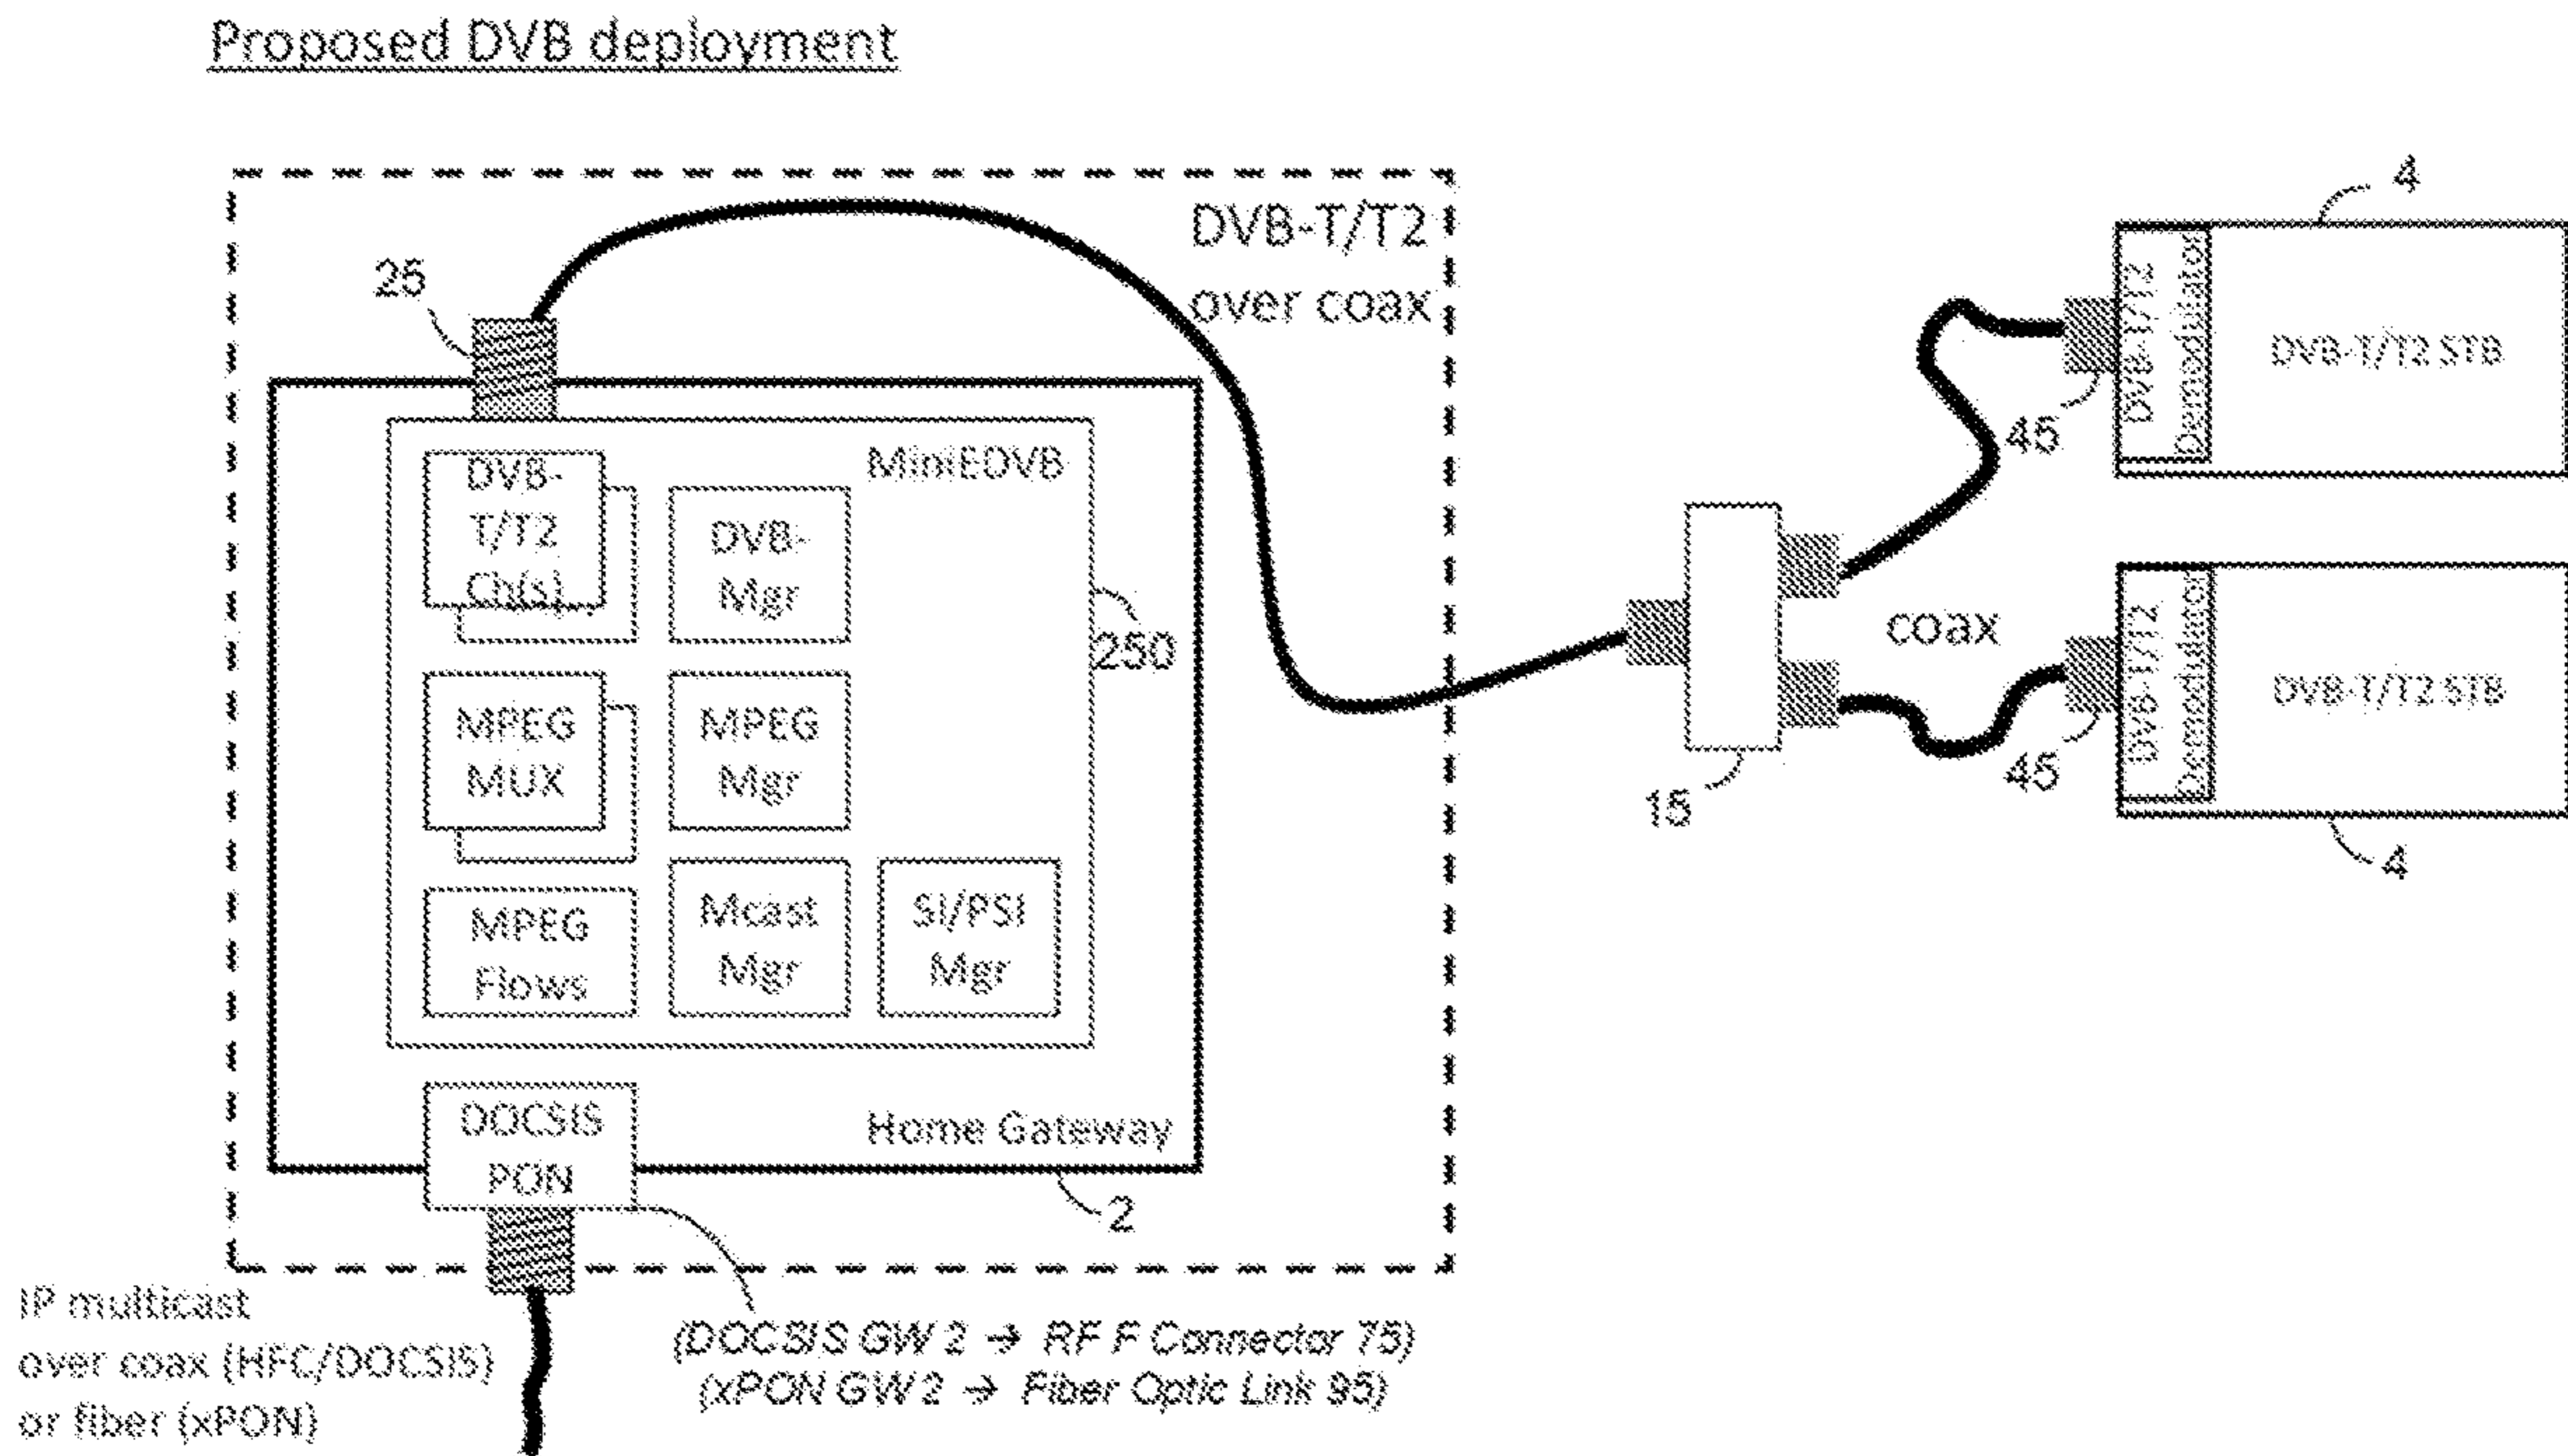 Proposed DVB deployment
DVB-T/T2
over coax
25
MiniEDVB
DVB-
T/T2
Ch(s)
DVB-
Mgr
250
MPEG
MUX
MPEG
Mgr
MPEG
Flows
Mcast
Mgr
SI/PSI
Mgr
DOCSIS
PON
Home Gateway
2
IP multicast
over coax (HFC/DOCSIS)
or fiber (xPON)
(DOCSIS GW 2 → RF F Connector 75)
(xPON GW 2 → Fiber Optic Link 95)
15
coax
4
DVB-T/T2
Demodulator
DVB-T/T2 STB
45
DVB-T/T2
Demodulator
DVB-T/T2 STB
45
4